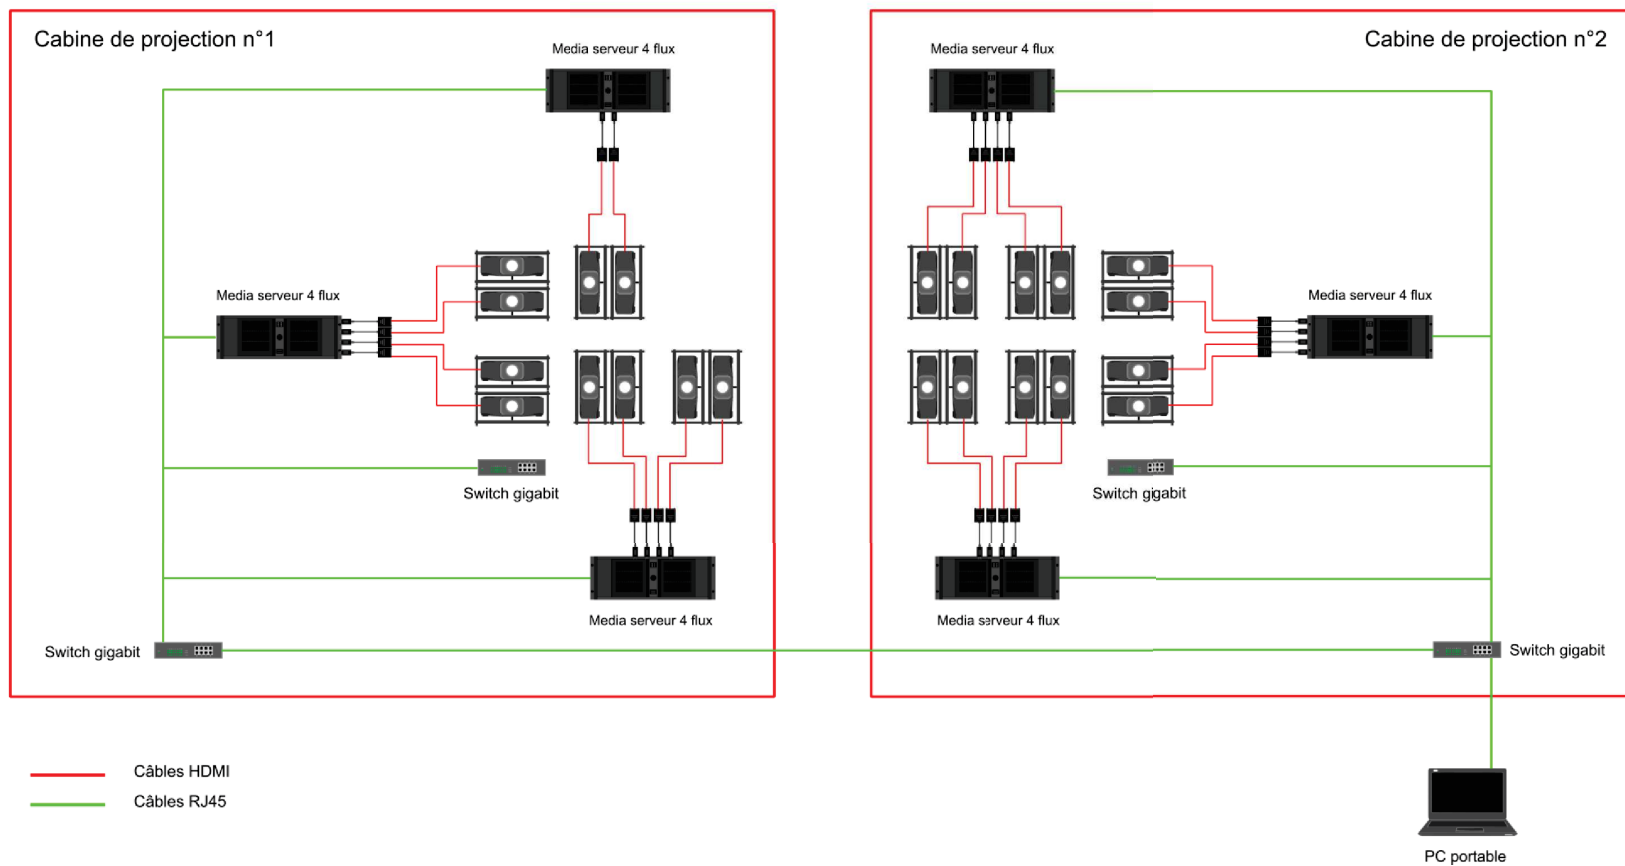 Cabine de projection n°1
Media serveur 4 flux
Media serveur 4 flux
Switch gigabit
Media serveur 4 flux
Switch gigabit
Cabine de projection n°2
Media serveur 4 flux
Media serveur 4 flux
Switch gigabit
Media serveur 4 flux
Switch gigabit
Câbles HDMI
Câbles RJ45
PC portable